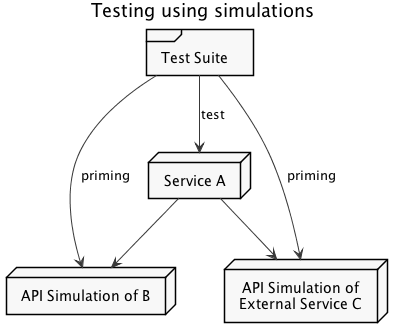 Testing using simulations
Test Suite
test
priming
priming
Service A
API Simulation of B
API Simulation of
External Service C